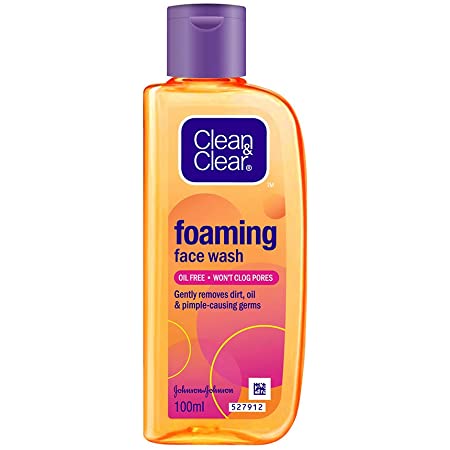 Clean &
Clear®
™
foaming
face wash
OIL FREE • WON'T CLOG PORES
Gently removes dirt, oil
& pimple-causing germs
Johnson & Johnson
100ml
527912